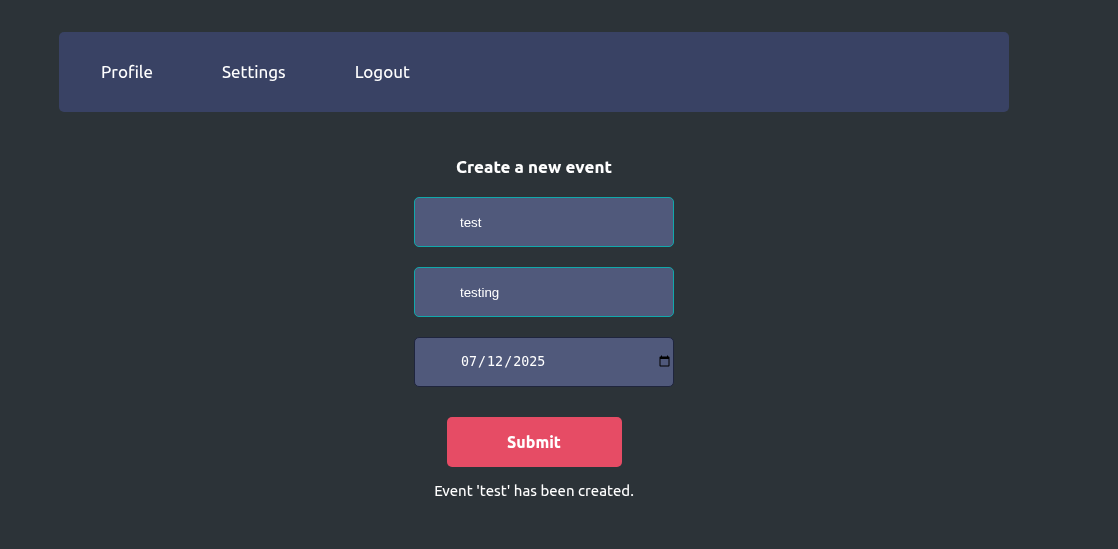 Profile Settings Logout
Create a new event
test
testing
07/12/2025
Submit
Event 'test' has been created.